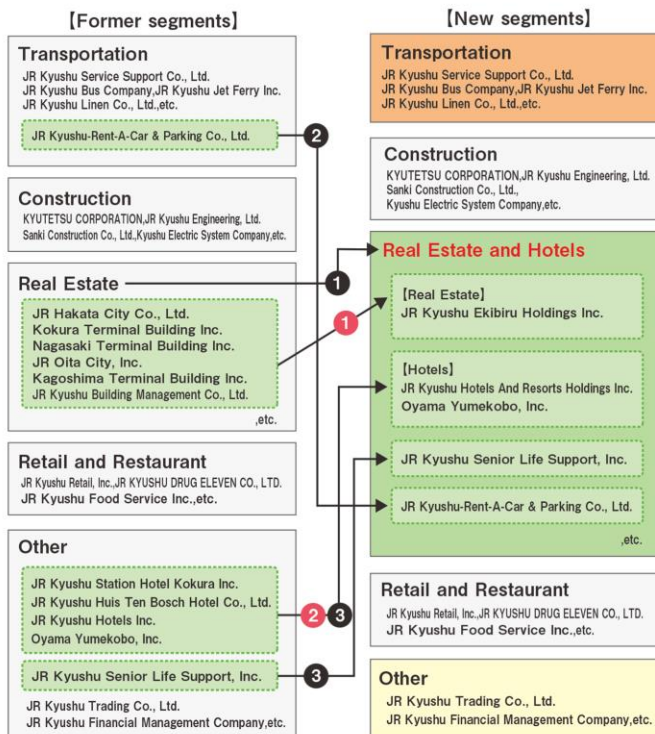 【Former segments】
Transportation
JR Kyushu Service Support Co., Ltd.
JR Kyushu Bus Company,JR Kyushu Jet Ferry Inc.
JR Kyushu Linen Co., Ltd.,etc.
JR Kyushu-Rent-A-Car & Parking Co., Ltd.
2
Construction
KYUTETSU CORPORATION,JR Kyushu Engineering, Ltd.
Sanki Construction Co., Ltd.,Kyushu Electric System Company,etc.
Real Estate
1
JR Hakata City Co., Ltd.
Kokura Terminal Building Inc.
Nagasaki Terminal Building Inc.
JR Oita City, Inc.
Kagoshima Terminal Building Inc.
JR Kyushu Building Management Co., Ltd.
1
,etc.
Retail and Restaurant
JR Kyushu Retail, Inc.,JR KYUSHU DRUG ELEVEN CO., LTD.
JR Kyushu Food Service Inc.,etc.
Other
JR Kyushu Station Hotel Kokura Inc.
JR Kyushu Huis Ten Bosch Hotel Co., Ltd.
JR Kyushu Hotels Inc.
Oyama Yumekobo, Inc.
2 3
JR Kyushu Senior Life Support, Inc.
3
JR Kyushu Trading Co., Ltd.
JR Kyushu Financial Management Company,etc.
【New segments】
Transportation
JR Kyushu Service Support Co., Ltd.
JR Kyushu Bus Company,JR Kyushu Jet Ferry Inc.
JR Kyushu Linen Co., Ltd.,etc.
Construction
KYUTETSU CORPORATION,JR Kyushu Engineering, Ltd.
Sanki Construction Co., Ltd.,
Kyushu Electric System Company,etc.
Real Estate and Hotels
【Real Estate】
JR Kyushu Ekibiru Holdings Inc.
【Hotels】
JR Kyushu Hotels And Resorts Holdings Inc.
Oyama Yumekobo, Inc.
JR Kyushu Senior Life Support, Inc.
JR Kyushu-Rent-A-Car & Parking Co., Ltd.
,etc.
Retail and Restaurant
JR Kyushu Retail, Inc.,JR KYUSHU DRUG ELEVEN CO., LTD.
JR Kyushu Food Service Inc.,etc.
Other
JR Kyushu Trading Co., Ltd.
JR Kyushu Financial Management Company,etc.